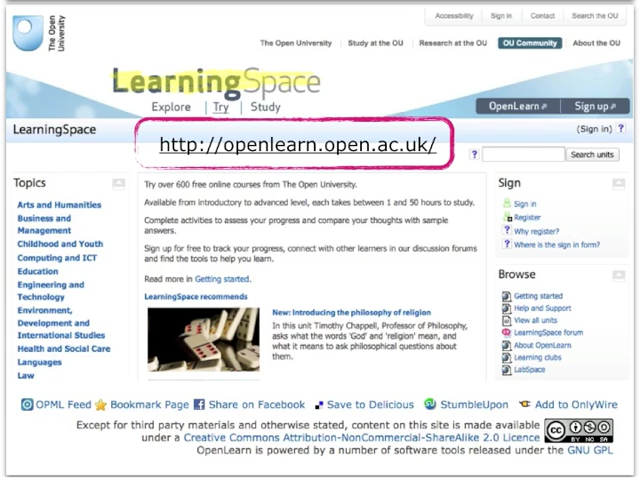 Accessibility Sign in Contact Search the OU
The Open University
The Open University Study at the OU Research at the OU OU Community About the OU
LearningSpace
Explore Try Study
OpenLearn Sign up
LearningSpace
(Sign in) ?
http://openlearn.open.ac.uk/
? Search units
Topics
Arts and Humanities
Business and
Management
Childhood and Youth
Computing and ICT
Education
Engineering and
Technology
Environment,
Development and
International Studies
Health and Social Care
Languages
Law
Try over 600 free online courses from The Open University.
Available from introductory to advanced level, each takes between 1 and 50 hours to study.
Complete activities to assess your progress and compare your thoughts with sample
answers.
Sign up for free to track your progress, connect with other learners in our discussion forums
and find the tools to help you learn.
Read more in Getting started.
LearningSpace recommends
New: Introducing the philosophy of religion
In this unit Timothy Chappell, Professor of Philosophy,
asks what the words 'God' and 'religion' mean, and
what it means to ask philosophical questions about
them.
Sign
Sign in
Register
? Why register?
? Where is the sign in form?
Browse
Getting started
Help and Support
View all units
LearningSpace forum
About OpenLearn
Learning clubs
LabSpace
OPML Feed Bookmark Page Share on Facebook Save to Delicious StumbleUpon Add to OnlyWire
Except for third party materials and otherwise stated, content on this site is made available
under a Creative Commons Attribution-NonCommercial-ShareAlike 2.0 Licence
OpenLearn is powered by a number of software tools released under the GNU GPL
cc BY NC SA